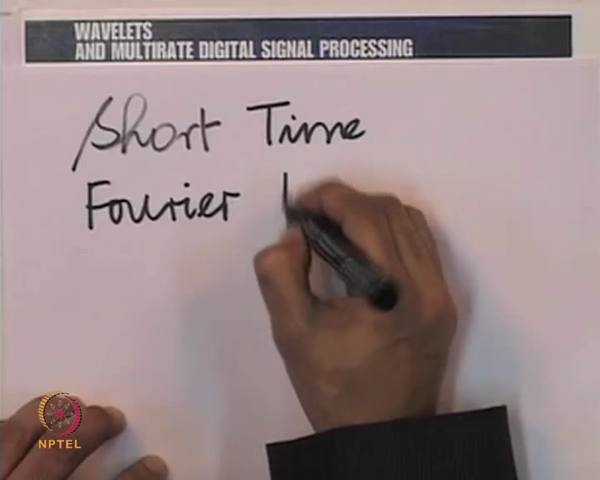 WAVELETS
AND MULTIRATE DIGITAL SIGNAL PROCESSING
Short Time
Fourier
NPTEL